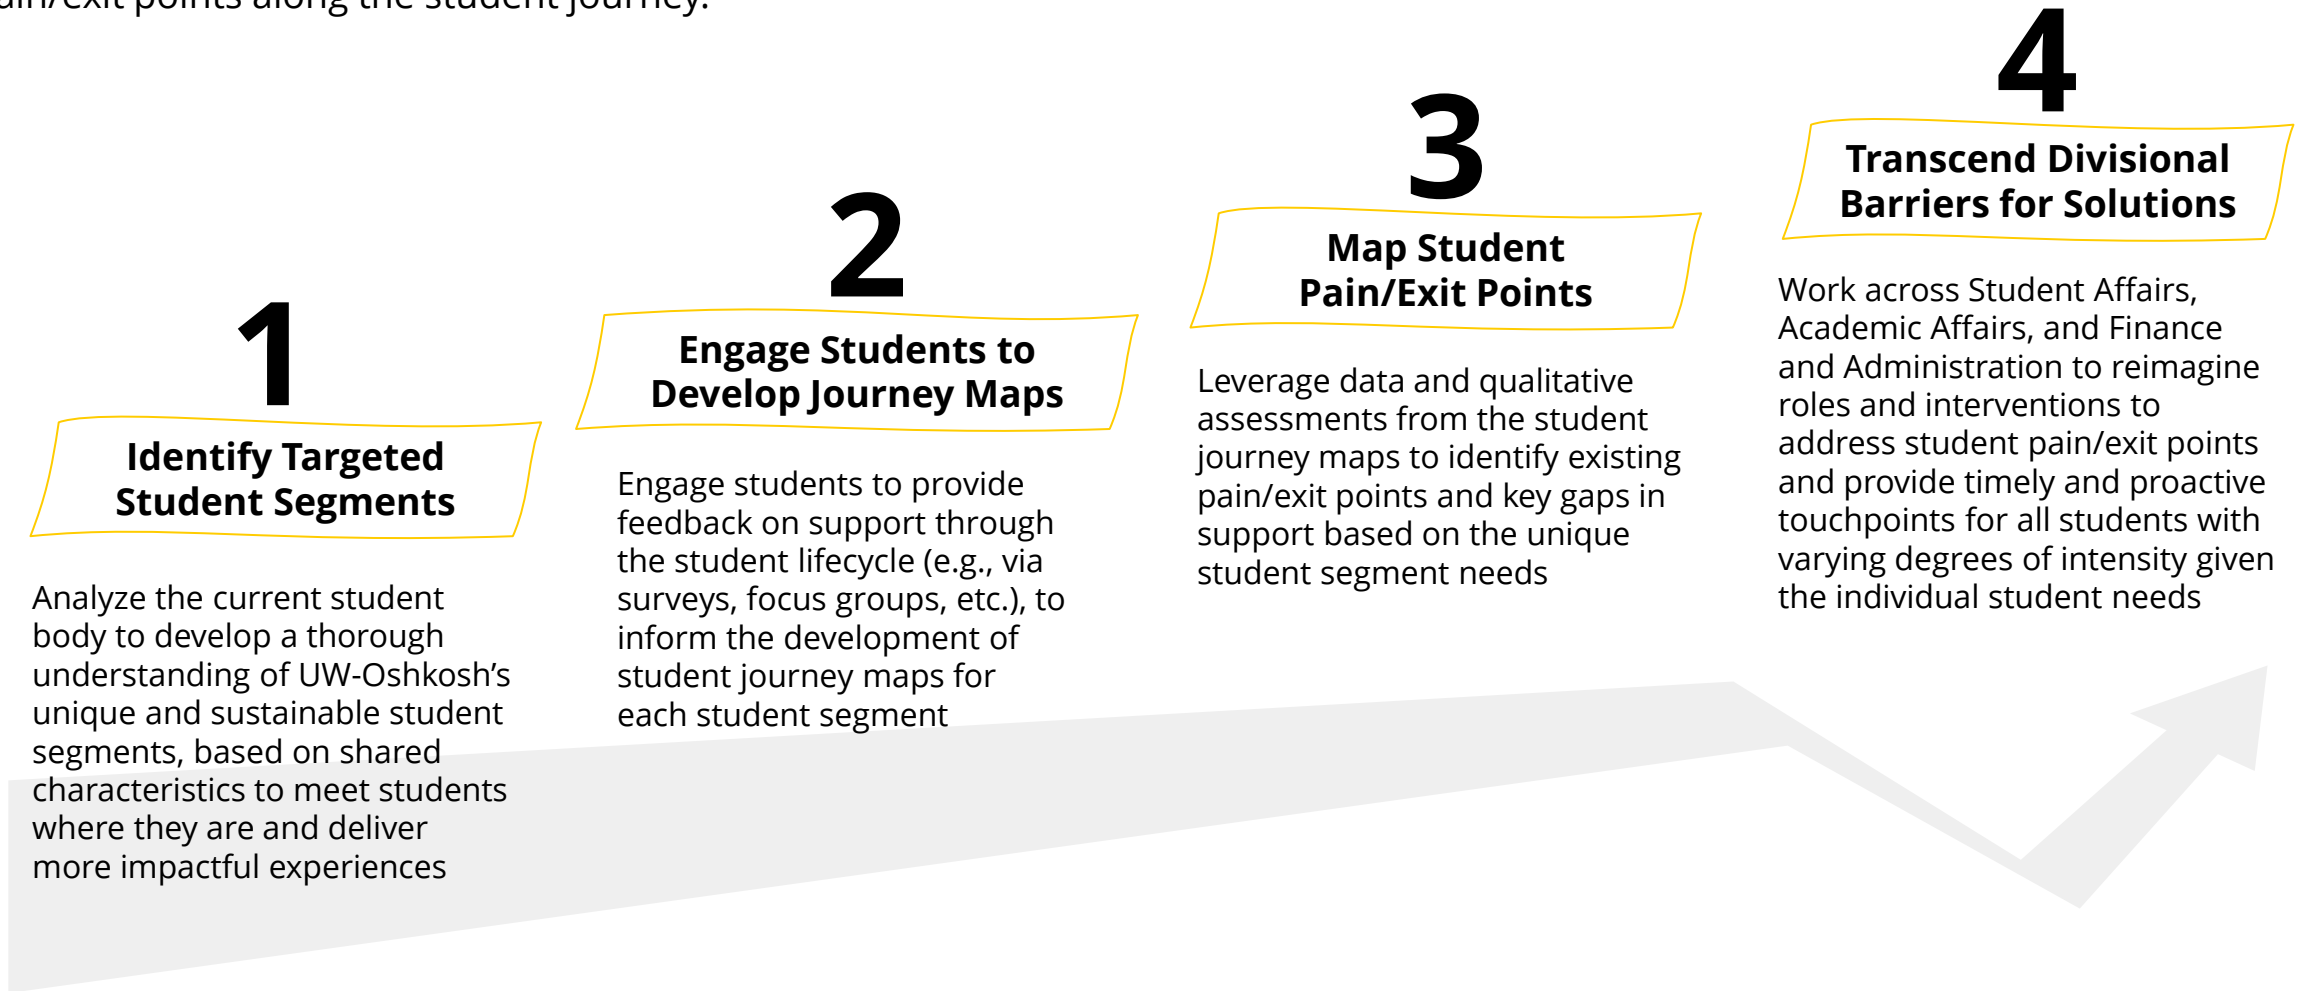 points along the student journey.
1
Identify Targeted
Student Segments
Analyze the current student
body to develop a thorough
understanding of UW-Oshkosh’s
unique and sustainable student
segments, based on shared
characteristics to meet students
where they are and deliver
more impactful experiences
2
Engage Students to
Develop Journey Maps
Engage students to provide
feedback on support through
the student lifecycle (e.g., via
surveys, focus groups, etc.), to
inform the development of
student journey maps for
each student segment
3
Map Student
Pain/Exit Points
Leverage data and qualitative
assessments from the student
journey maps to identify existing
pain/exit points and key gaps in
support based on the unique
student segment needs
4
Transcend Divisional
Barriers for Solutions
Work across Student Affairs,
Academic Affairs, and Finance
and Administration to reimagine
roles and interventions to
address student pain/exit points
and provide timely and proactive
touchpoints for all students with
varying degrees of intensity given
the individual student needs